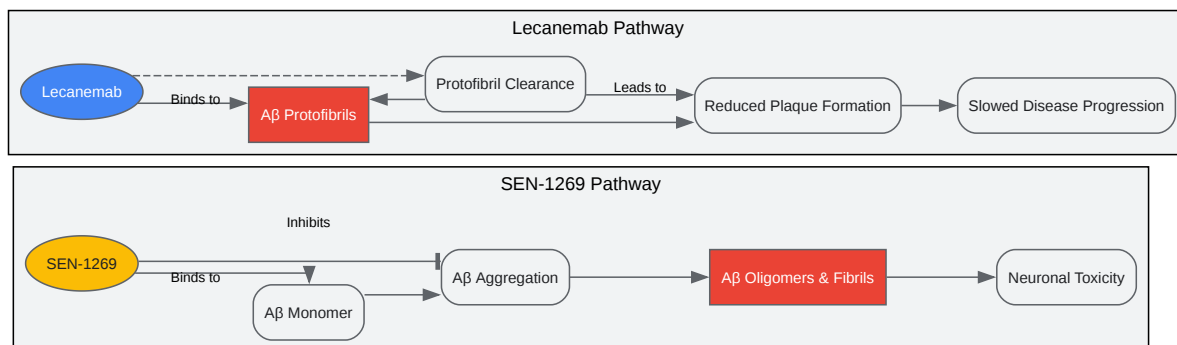 Lecanemab Pathway
Lecanemab
Binds to
Aβ Protofibrils
Protofibril Clearance
Leads to
Reduced Plaque Formation
Slowed Disease Progression
SEN-1269 Pathway
Inhibits
SEN-1269
Binds to
Aβ Monomer
Aβ Aggregation
Aβ Oligomers & Fibrils
Neuronal Toxicity